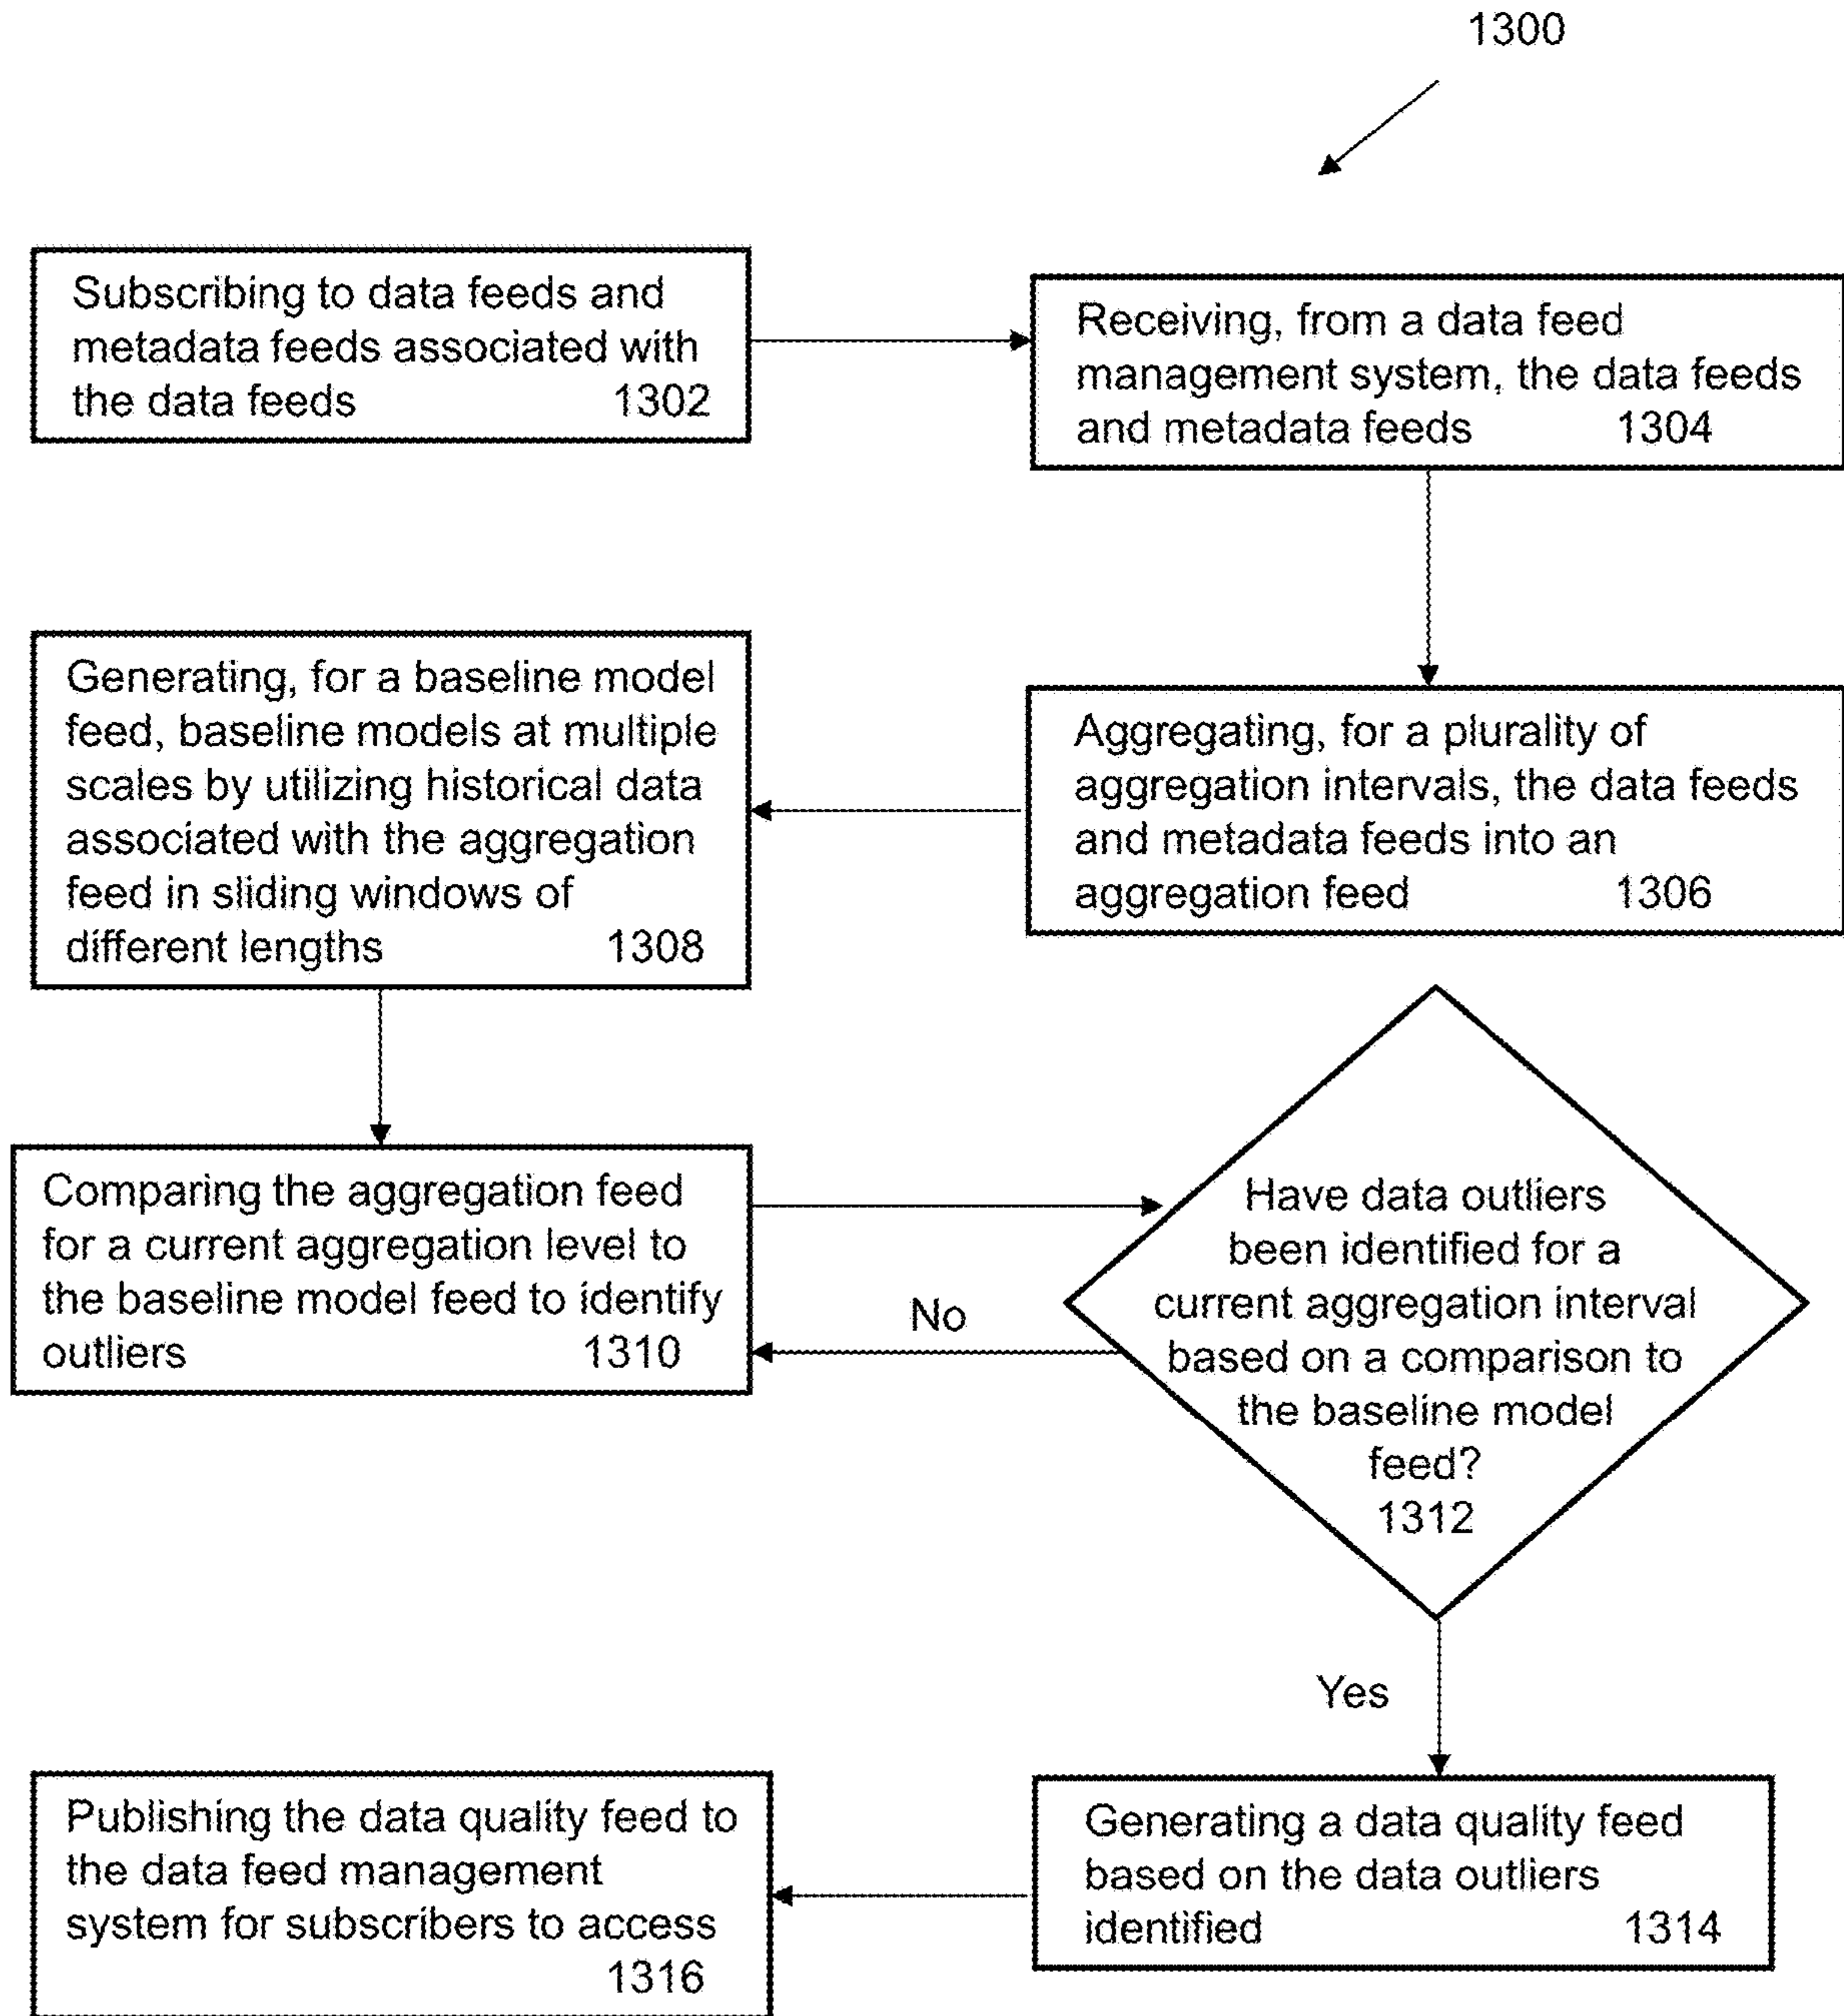 1300
Subscribing to data feeds and
metadata feeds associated with
the data feeds 1302
Receiving, from a data feed
management system, the data feeds
and metadata feeds 1304
Aggregating, for a plurality of
aggregation intervals, the data feeds
and metadata feeds into an
aggregation feed 1306
Generating, for a baseline model
feed, baseline models at multiple
scales by utilizing historical data
associated with the aggregation
feed in sliding windows of
different lengths 1308
Comparing the aggregation feed
for a current aggregation level to
the baseline model feed to identify
outliers 1310
Have data outliers
been identified for a
current aggregation interval
based on a comparison to
the baseline model
feed?
1312
No
Yes
Generating a data quality feed
based on the data outliers
identified 1314
Publishing the data quality feed to
the data feed management
system for subscribers to access
1316